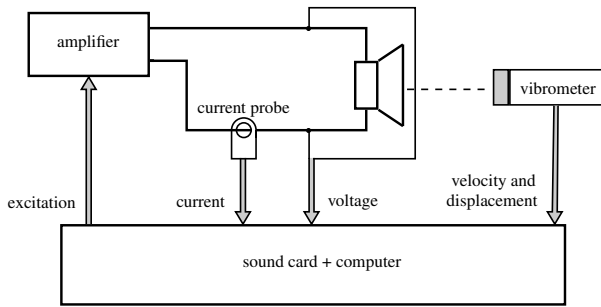 amplifier
vibrometer
current probe
excitation
current
voltage
velocity and
displacement
sound card + computer